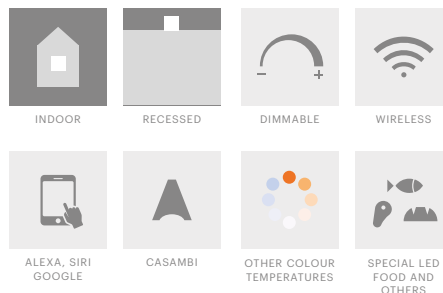 INDOOR
RECESSED
DIMMABLE
WIRELESS
ALEXA, SIRI
GOOGLE
CASAMBI
OTHER COLOUR
TEMPERATURES
SPECIAL LED
FOOD AND
OTHERS